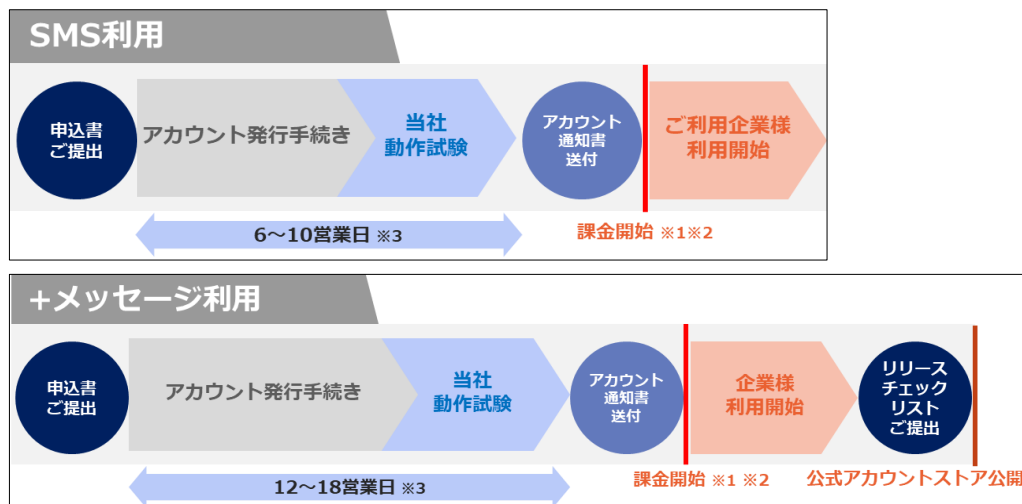 SMS利用
申込書
ご提出
アカウント発行手続き
当社
動作試験
アカウント
通知書
送付
ご利用企業様
利用開始
6～10営業日 ※3
課金開始 ※1※2
+メッセージ利用
申込書
ご提出
アカウント発行手続き
当社
動作試験
アカウント
通知書
送付
企業様
利用開始
リリース
チェック
リスト
ご提出
12～18営業日 ※3
課金開始 ※1 ※2
公式アカウントストア公開